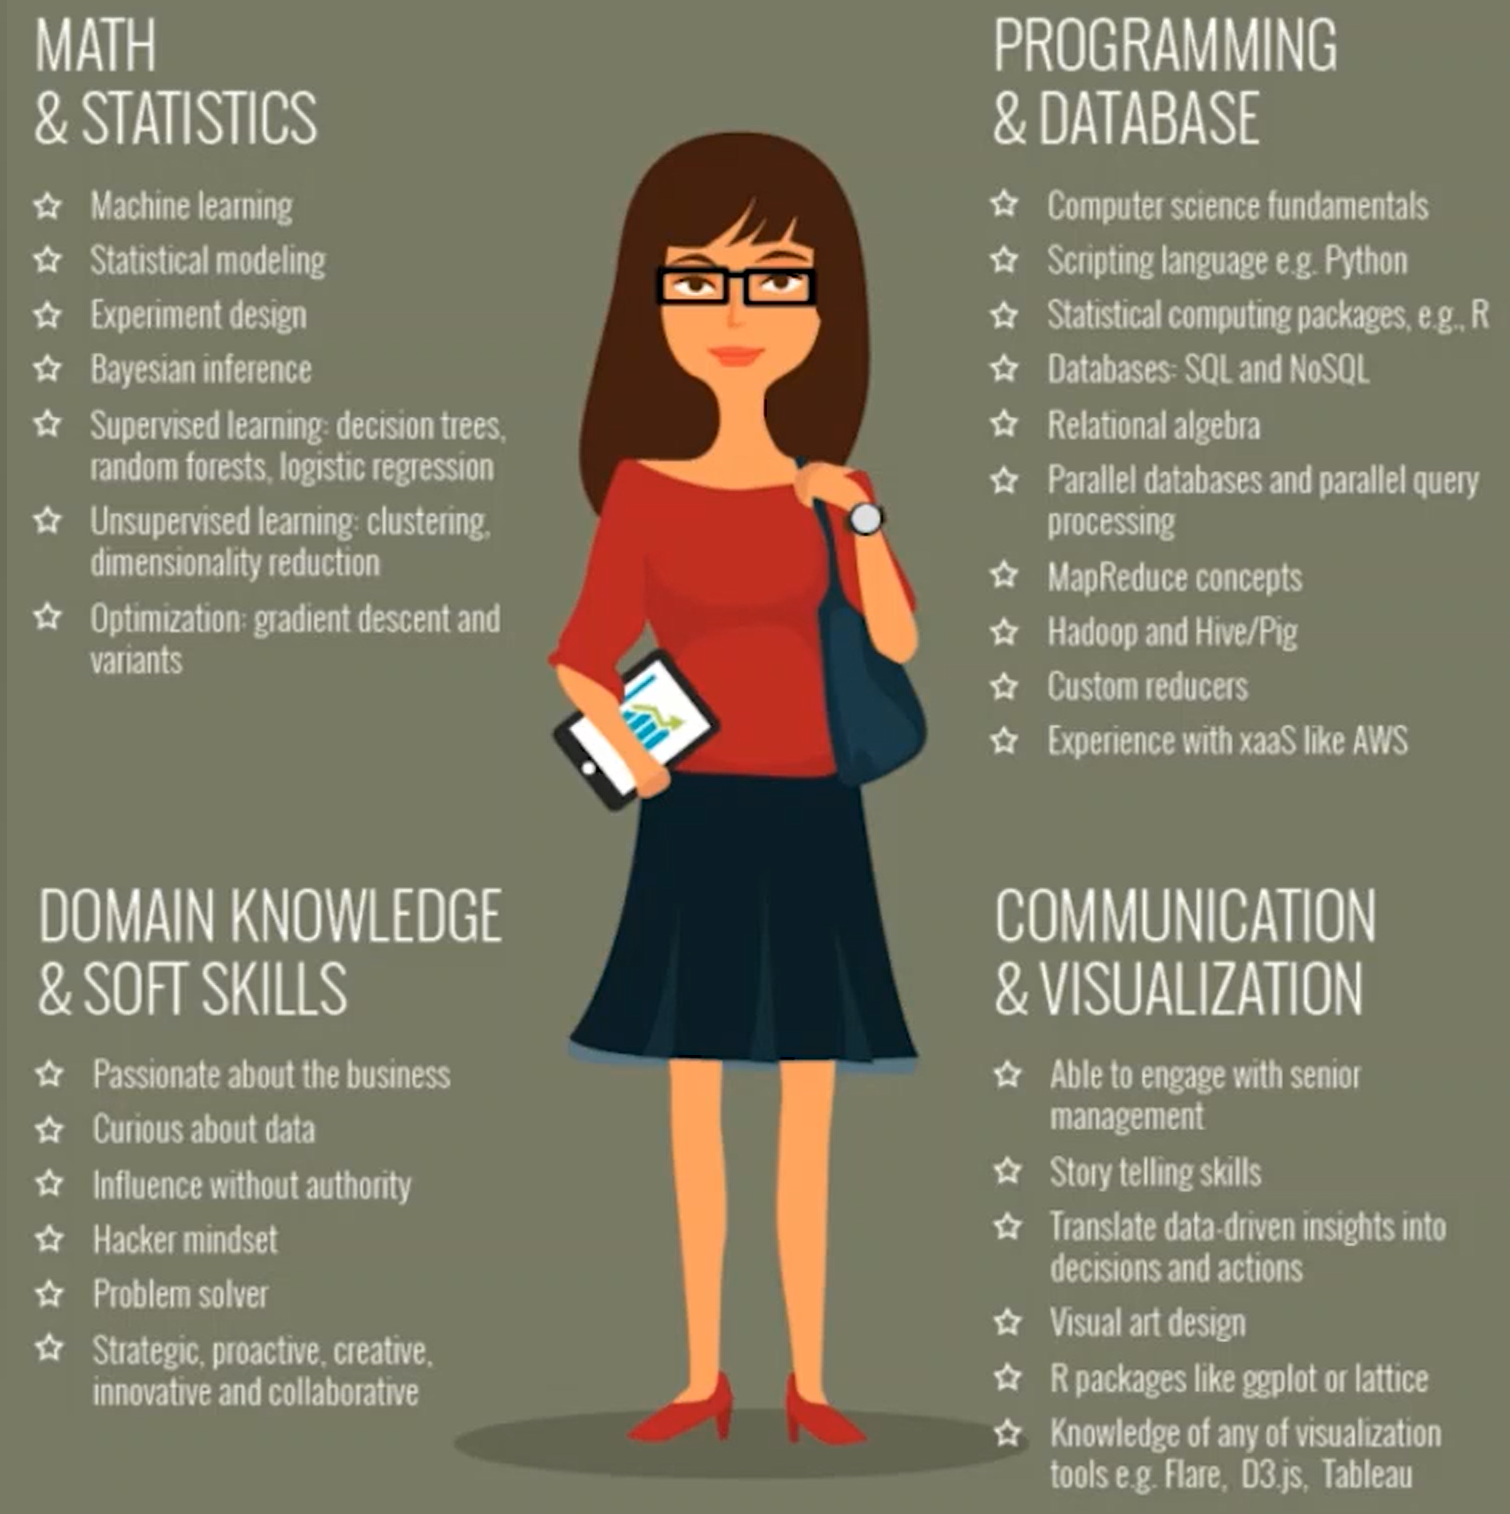 MATH
& STATISTICS
Machine learning
Statistical modeling
Experiment design
Bayesian inference
Supervised learning: decision trees,
random forests, logistic regression
Unsupervised learning: clustering,
dimensionality reduction
Optimization: gradient descent and
variants
PROGRAMMING
& DATABASE
Computer science fundamentals
Scripting language e.g. Python
Statistical computing packages, e.g., R
Databases: SQL and NoSQL
Relational algebra
Parallel databases and parallel query
processing
MapReduce concepts
Hadoop and Hive/Pig
Custom reducers
Experience with xaaS like AWS
DOMAIN KNOWLEDGE
& SOFT SKILLS
Passionate about the business
Curious about data
Influence without authority
Hacker mindset
Problem solver
Strategic, proactive, creative,
innovative and collaborative
COMMUNICATION
& VISUALIZATION
Able to engage with senior
management
Story telling skills
Translate data-driven insights into
decisions and actions
Visual art design
R packages like ggplot or lattice
Knowledge of any of visualization
tools e.g. Flare, D3.js, Tableau